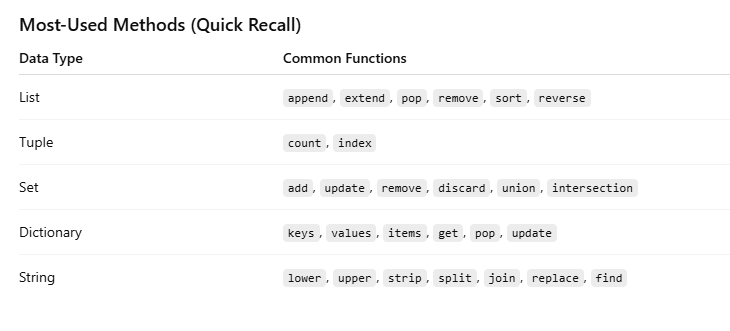 Most-Used Methods (Quick Recall)
Data Type Common Functions
List append, extend, pop, remove, sort, reverse
Tuple count, index
Set add, update, remove, discard, union, intersection
Dictionary keys, values, items, get, pop, update
String lower, upper, strip, split, join, replace, find